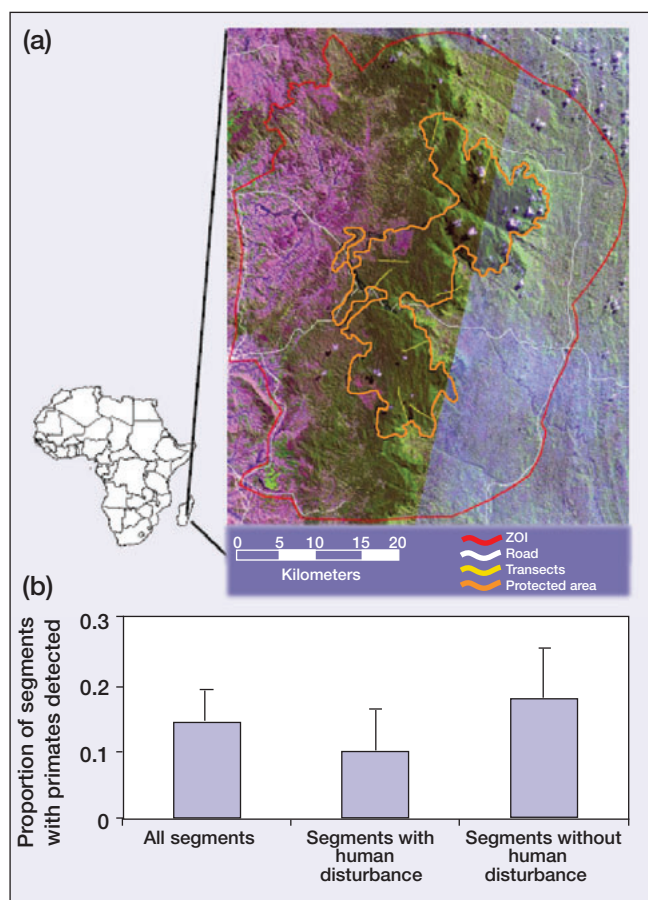 (a)
0 5 10 15 20
Kilometers
ZOI
Road
Transects
Protected area
(b)
Proportion of segments
with primates detected
0.3
0.2
0.1
0
All segments
Segments with
human
disturbance
Segments without
human
disturbance